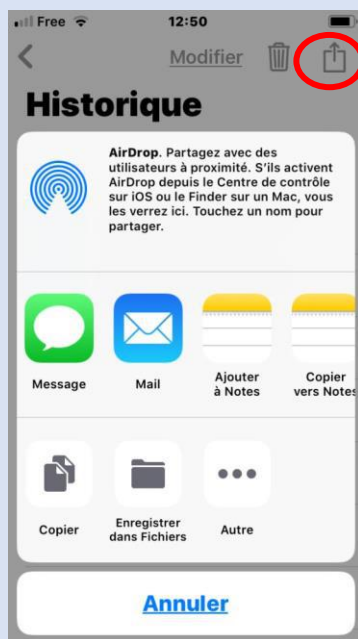 Free 12:50
Modifier
Historique
AirDrop. Partagez avec des
utilisateurs à proximité. S'ils activent
AirDrop depuis le Centre de contrôle
sur iOS ou le Finder sur un Mac, vous
les verrez ici. Touchez un nom pour
partager.
Message
Mail
Ajouter
à Notes
Copier
vers Notes
Copier
Enregistrer
dans Fichiers
Autre
Annuler